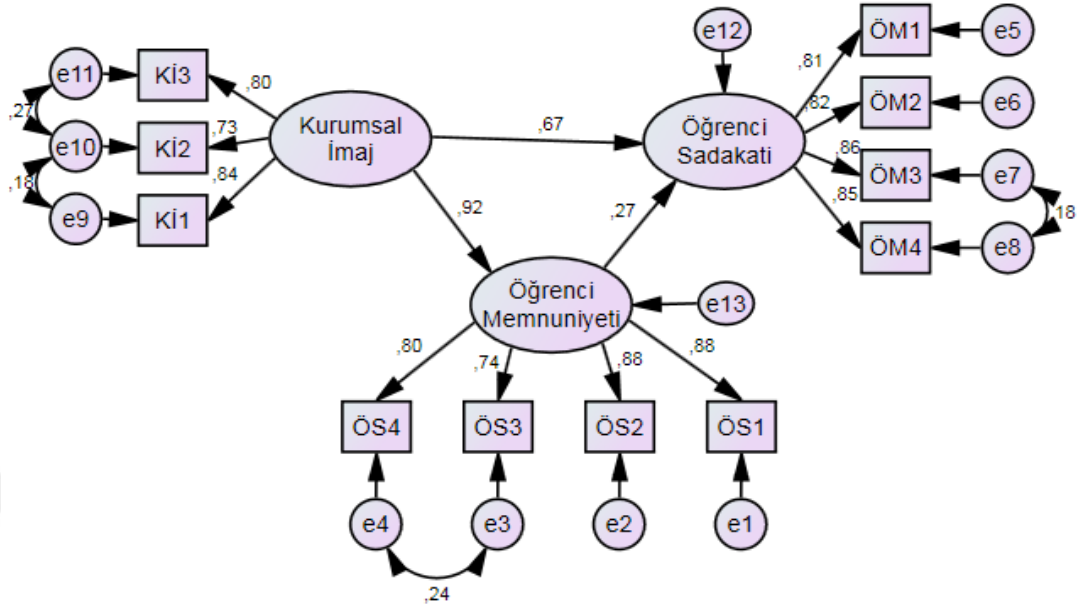 e12
ÖM1
e5
e11
Kİ3
,80
,81
ÖM2
e6
,82
,27
Kurumsal
İmaj
,67
Öğrenci
Sadakati
e10
Kİ2
,73
,86
ÖM3
e7
,18
,84
,85
18
e9
Kİ1
ÖM4
e8
,92
,27
Öğrenci
Memnuniyeti
e13
,80
,74
,88
,88
ÖS4
ÖS3
ÖS2
ÖS1
e4
e3
e2
e1
,24